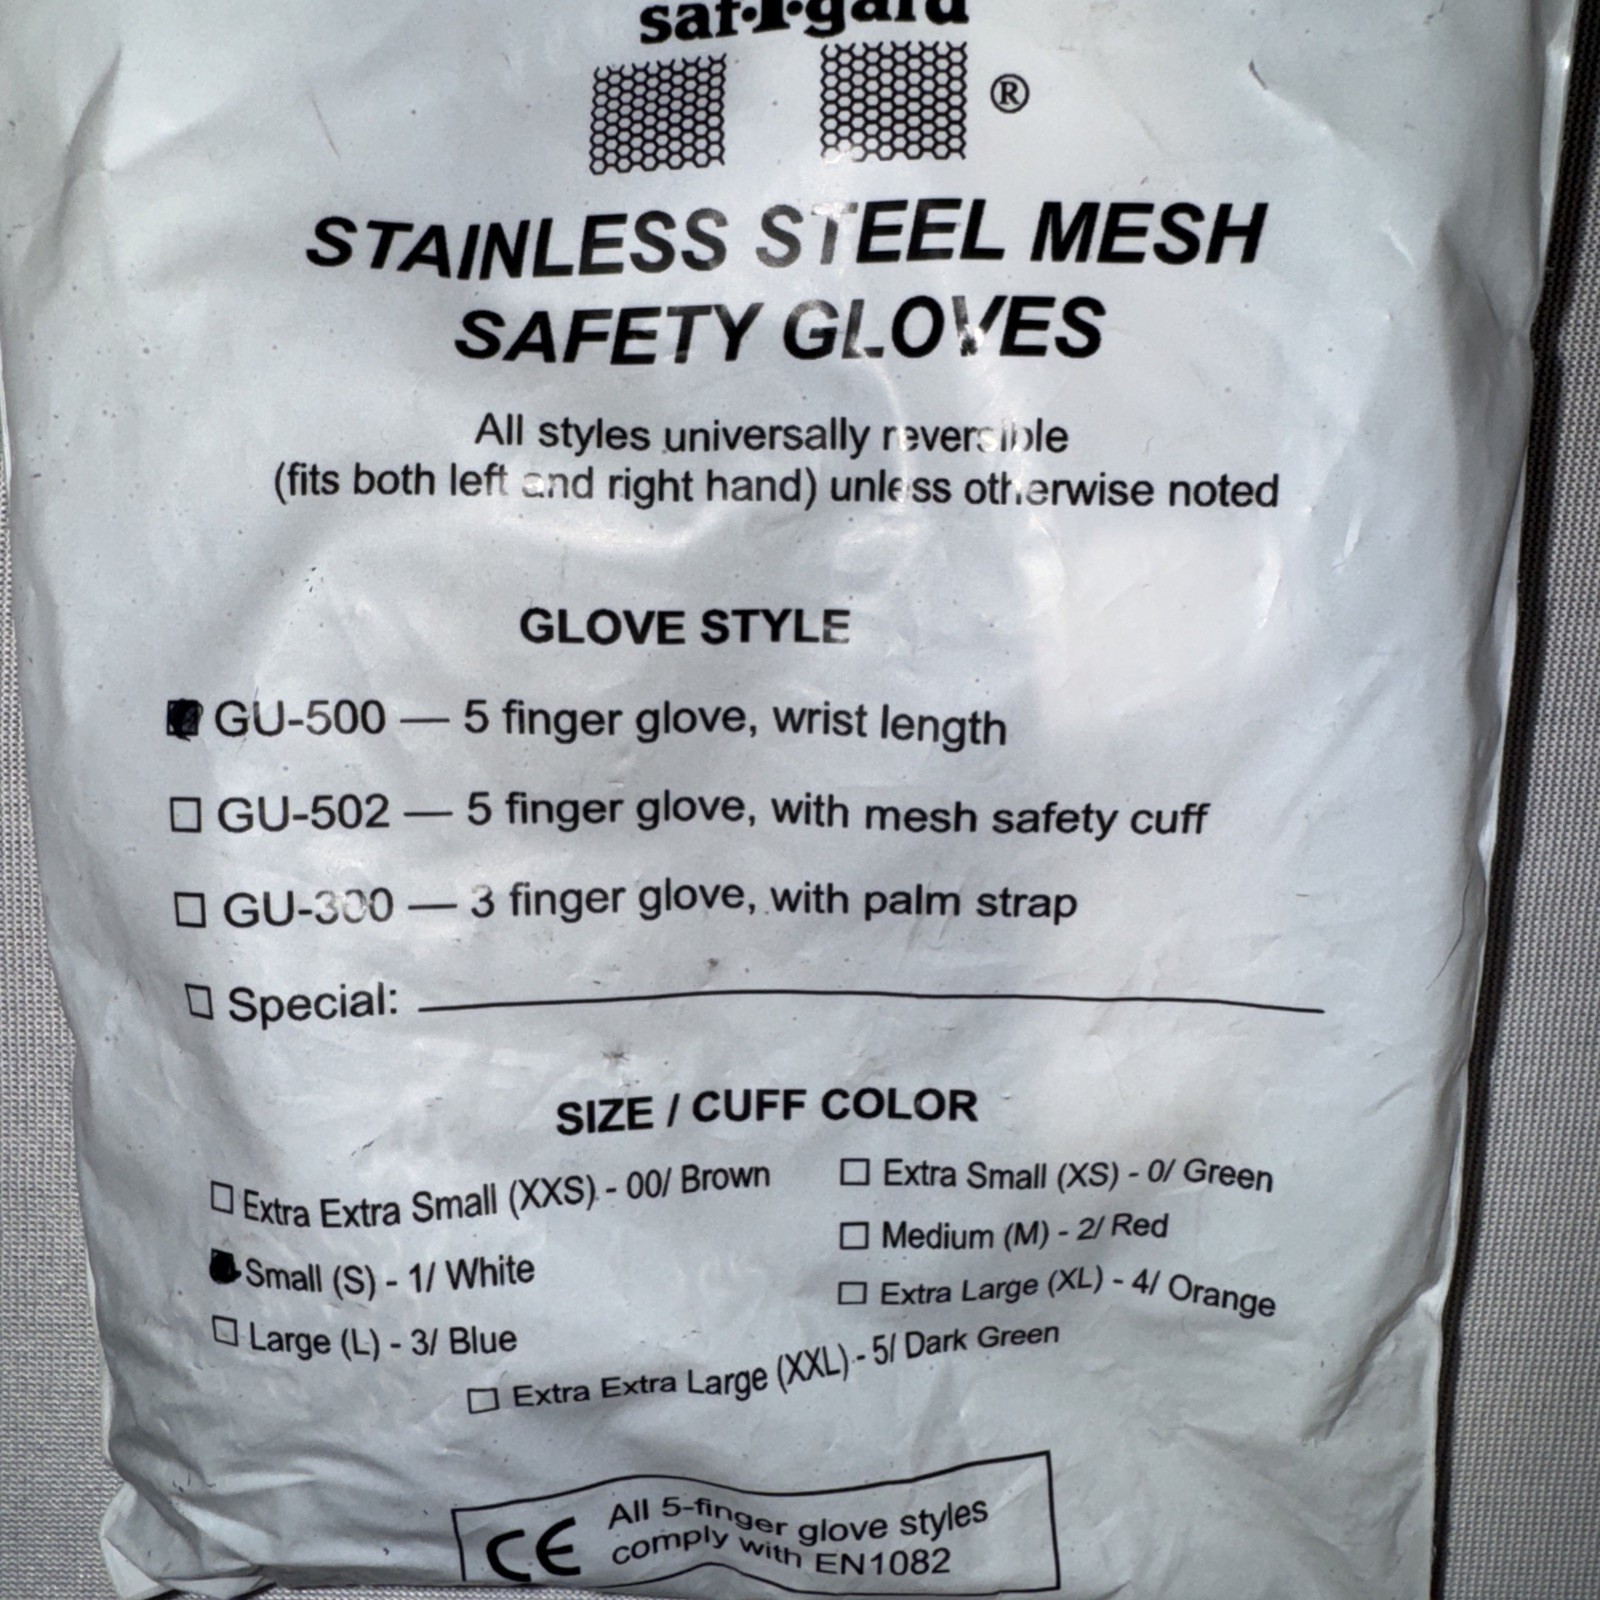 saf-T-gard
®
STAINLESS STEEL MESH
SAFETY GLOVES
All styles universally reversible
(fits both left and right hand) unless otherwise noted
GLOVE STYLE
GU-500 — 5 finger glove, wrist length
GU-502 — 5 finger glove, with mesh safety cuff
GU-300 — 3 finger glove, with palm strap
Special:
SIZE / CUFF COLOR
Extra Extra Small (XXS) - 00/ Brown
Extra Small (XS) - 0/ Green
Small (S) - 1/ White
Medium (M) - 2/ Red
Large (L) - 3/ Blue
Extra Large (XL) - 4/ Orange
Extra Extra Large (XXL) - 5/ Dark Green
CE
All 5-finger glove styles
comply with EN1082